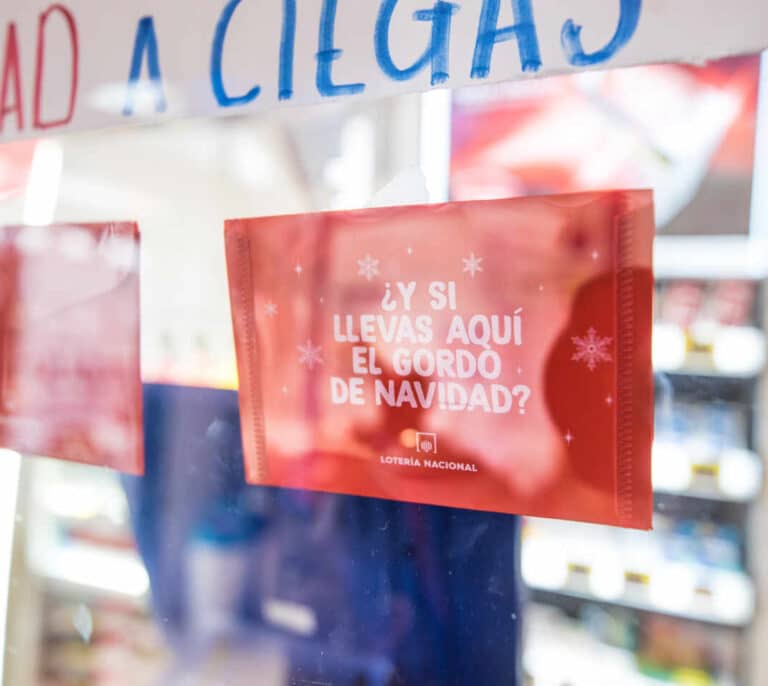 AD A CIEGAS
¿Y SI
LLEVAS AQUÍ
EL GORDO
DE NAVIDAD?
LOTERÍA NACIONAL